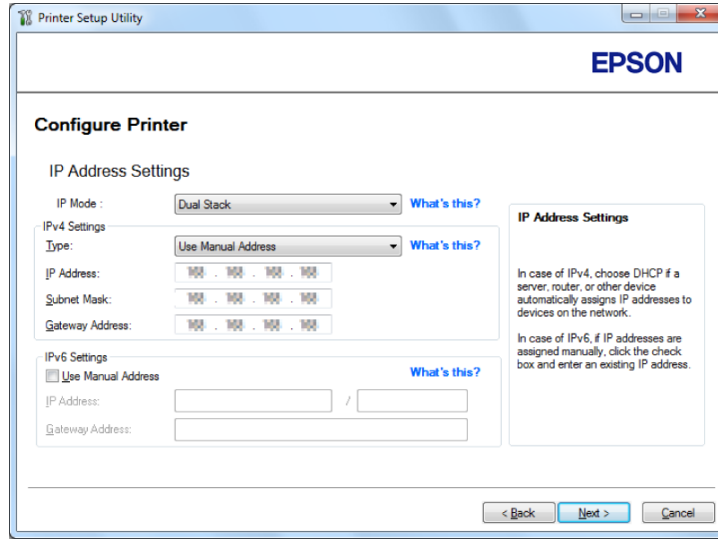 Printer Setup Utility
EPSON
Configure Printer
IP Address Settings
IP Mode :
Dual Stack
What's this?
IPv4 Settings
Type:
Use Manual Address
What's this?
IP Address:
Subnet Mask:
Gateway Address:
IPv6 Settings
Use Manual Address
What's this?
IP Address:
/
Gateway Address:
IP Address Settings
In case of IPv4, choose DHCP if a
server, router, or other device
automatically assigns IP addresses to
devices on the network.
In case of IPv6, if IP addresses are
assigned manually, click the check
box and enter an existing IP address.
< Back
Next >
Cancel